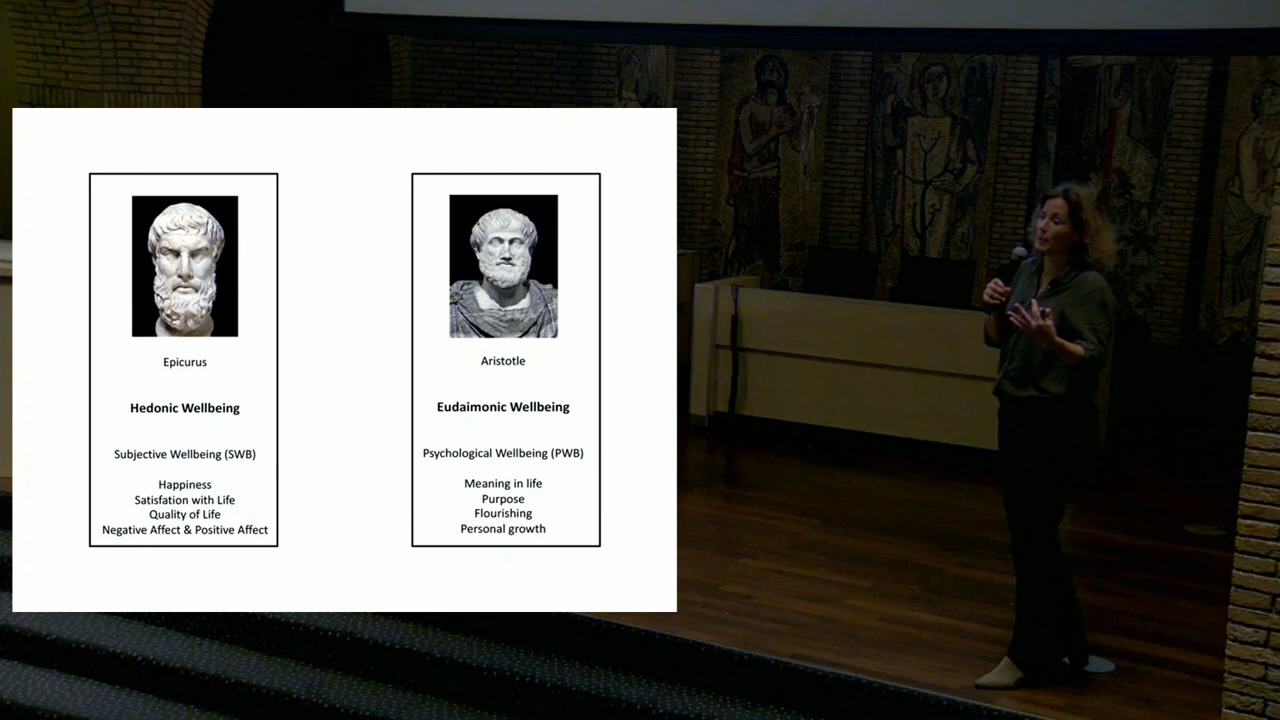 Epicurus
Hedonic Wellbeing
Subjective Wellbeing (SWB)
Happiness
Satisfation with Life
Quality of Life
Negative Affect & Positive Affect
Aristotle
Eudaimonic Wellbeing
Psychological Wellbeing (PWB)
Meaning in life
Purpose
Flourishing
Personal growth